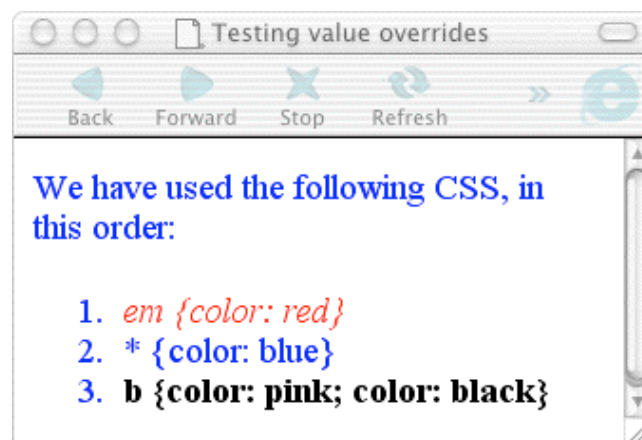 Testing value overrides
Back Forward Stop Refresh »
We have used the following CSS, in
this order:
1. em {color: red}
2. * {color: blue}
3. b {color: pink; color: black}